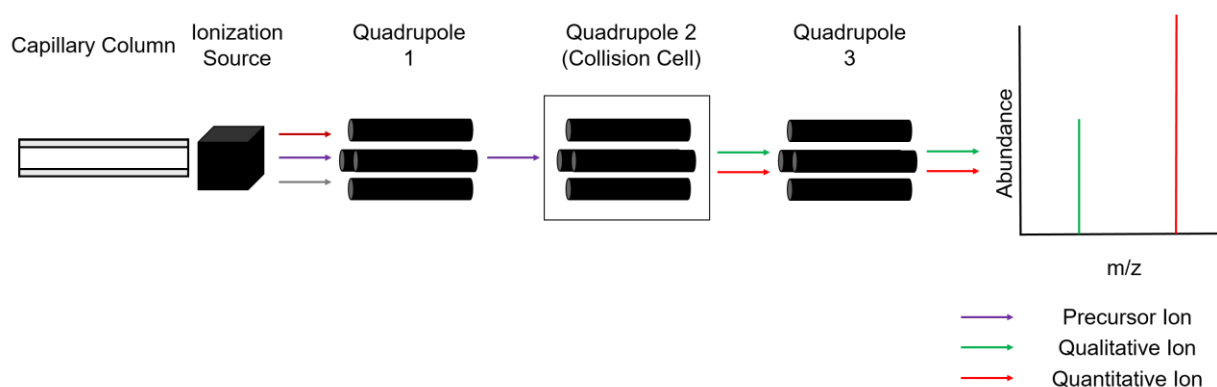 Capillary Column
Ionization
Source
Quadrupole
1
Quadrupole 2
(Collision Cell)
Quadrupole
3
Abundance
m/z
Precursor Ion
Qualitative Ion
Quantitative Ion